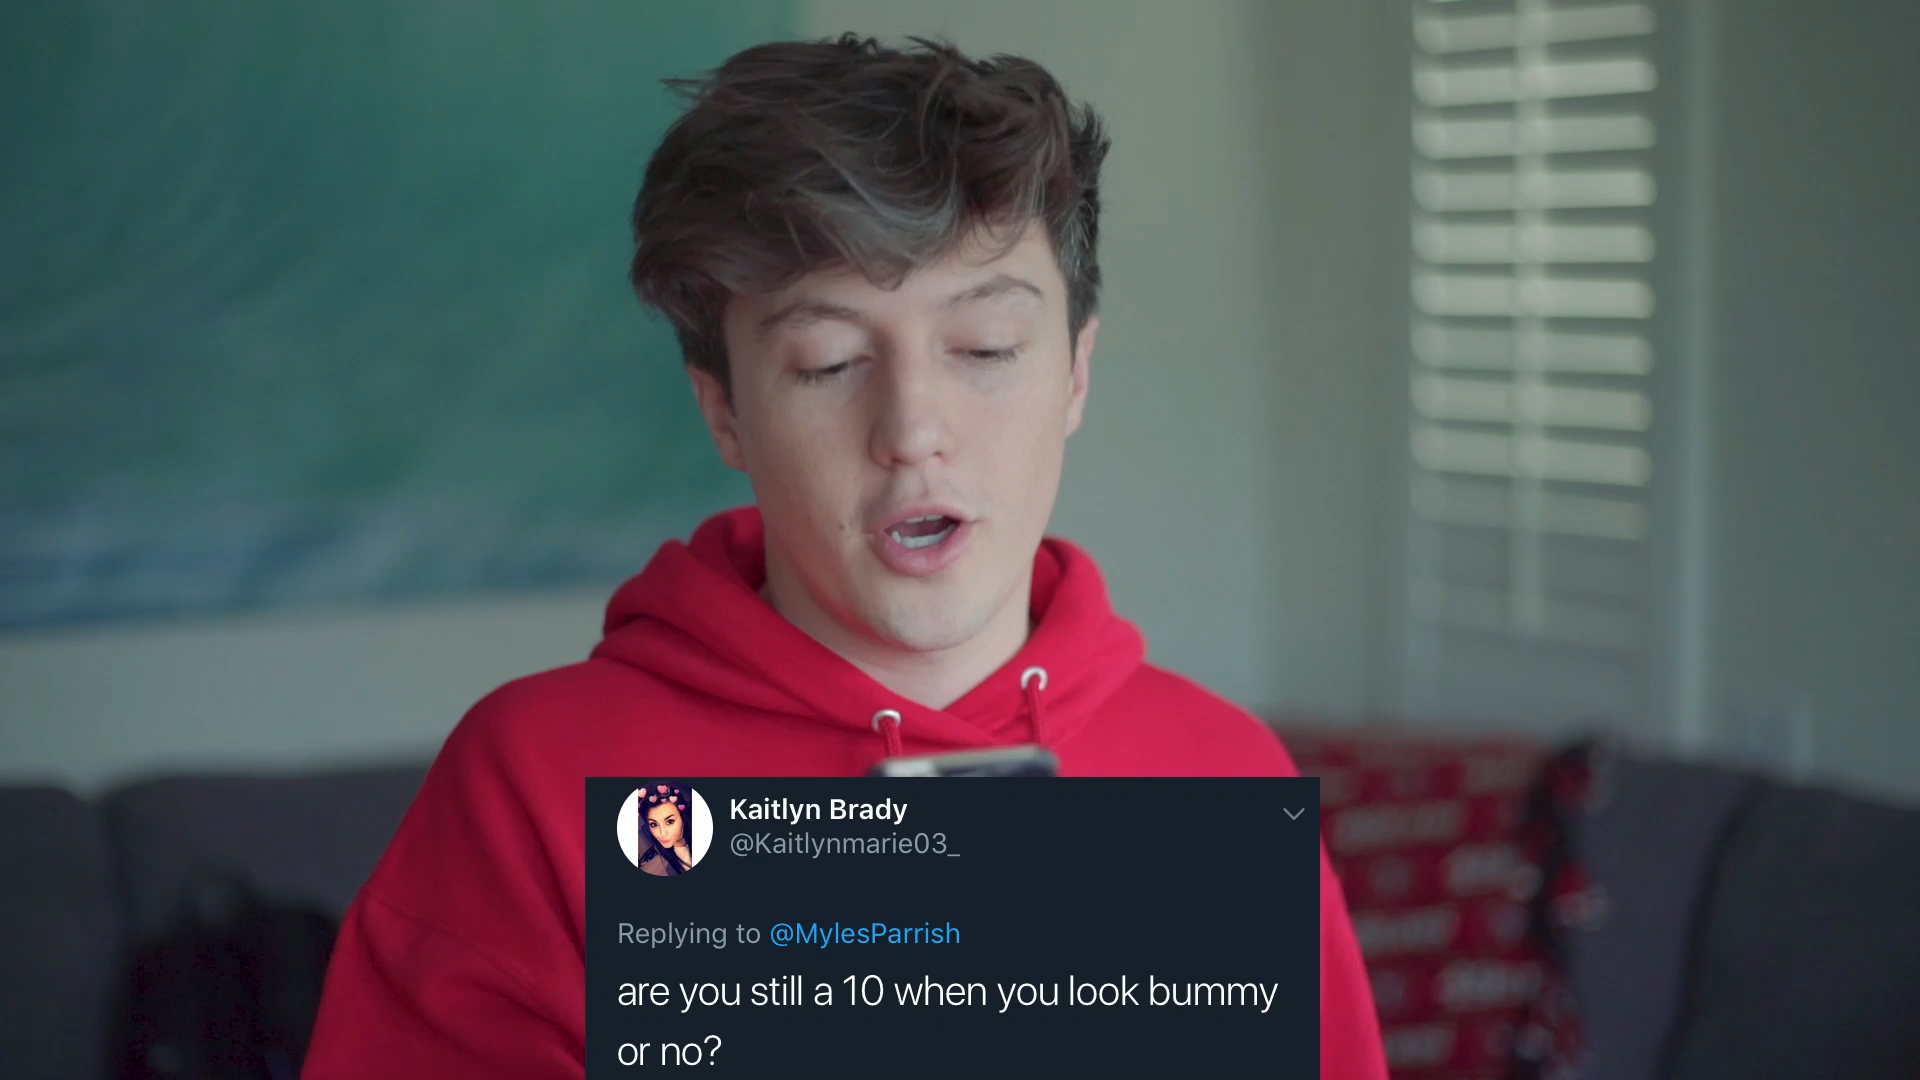 Kaitlyn Brady
@Kaitlynmarie03_
Replying to @MylesParrish
are you still a 10 when you look bummy
or no?